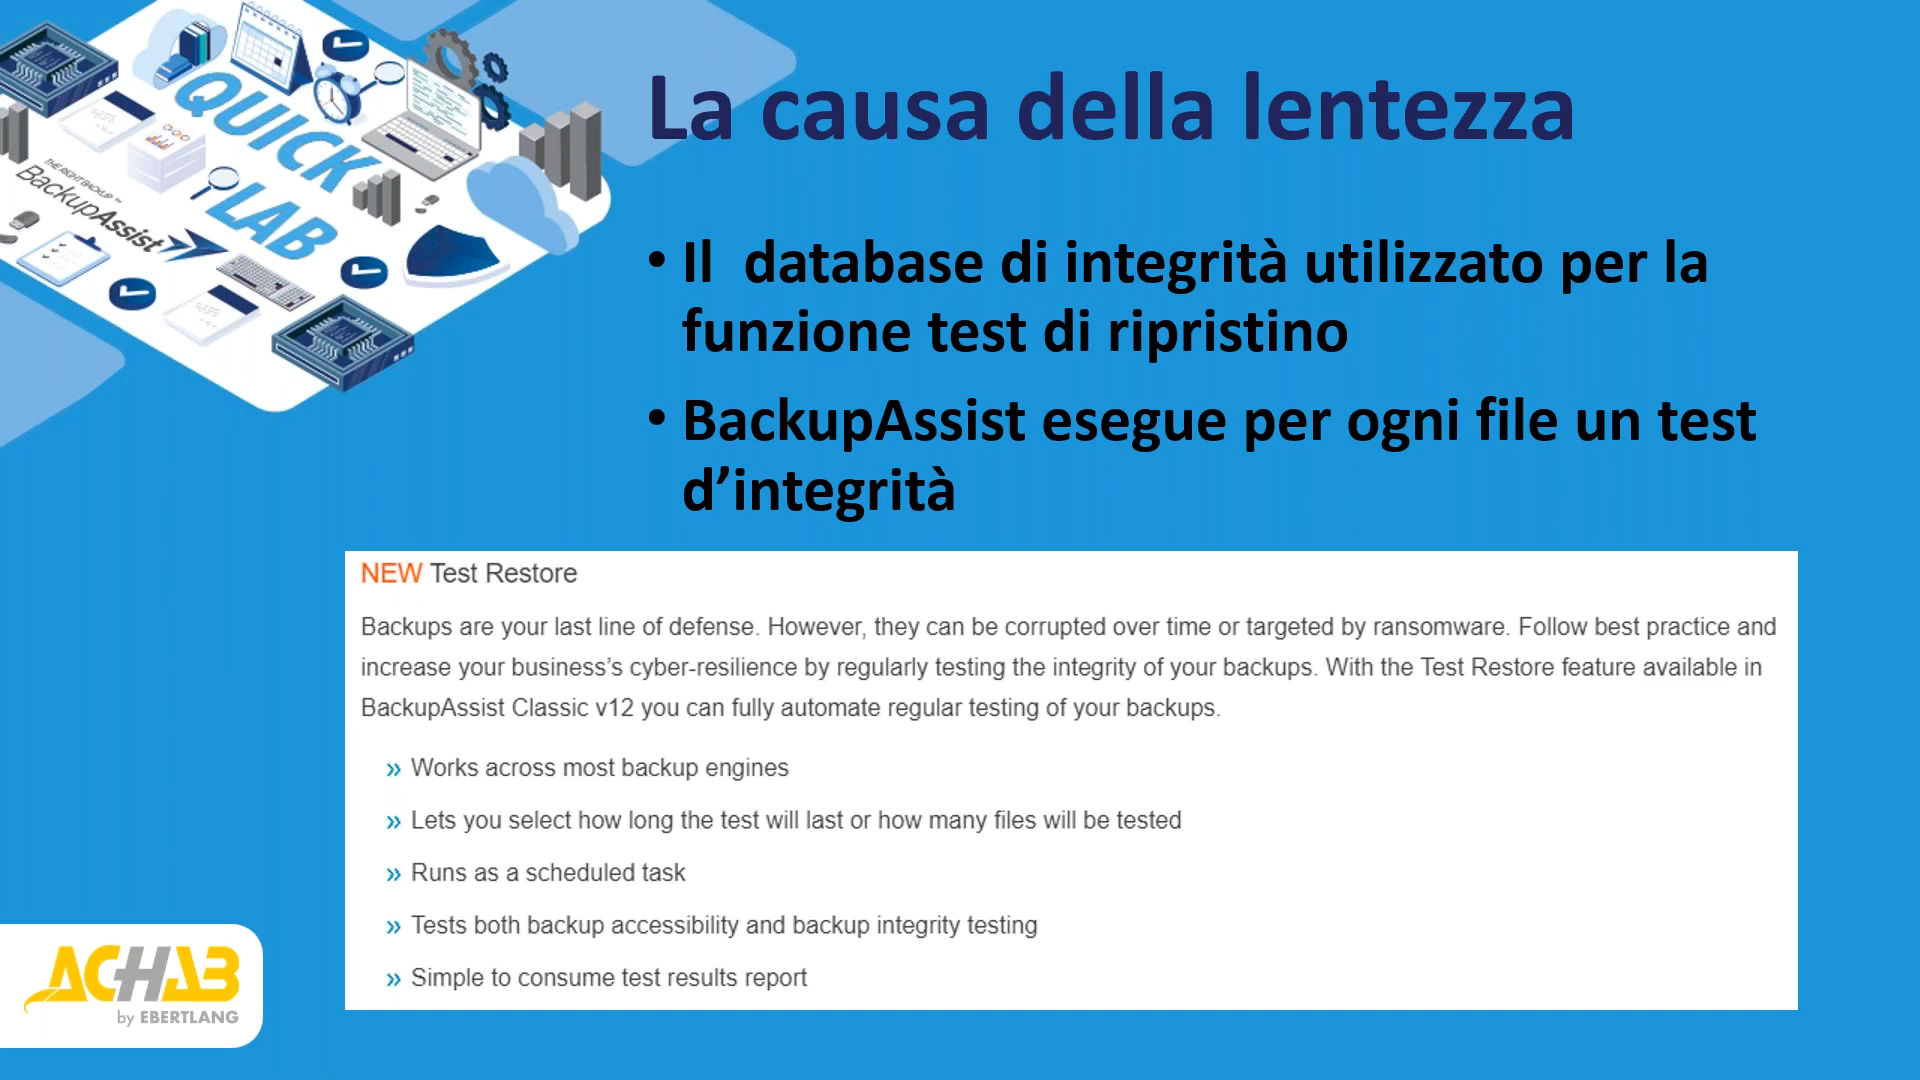 QUICK
LAB
THE RIGHT BACKUP™
BackupAssist
La causa della lentezza
• Il  database di integrità utilizzato per la
funzione test di ripristino
• BackupAssist esegue per ogni file un test
d’integrità
NEW Test Restore
Backups are your last line of defense. However, they can be corrupted over time or targeted by ransomware. Follow best practice and
increase your business’s cyber-resilience by regularly testing the integrity of your backups. With the Test Restore feature available in
BackupAssist Classic v12 you can fully automate regular testing of your backups.
» Works across most backup engines
» Lets you select how long the test will last or how many files will be tested
» Runs as a scheduled task
» Tests both backup accessibility and backup integrity testing
» Simple to consume test results report
ACHAB
by EBERTLANG